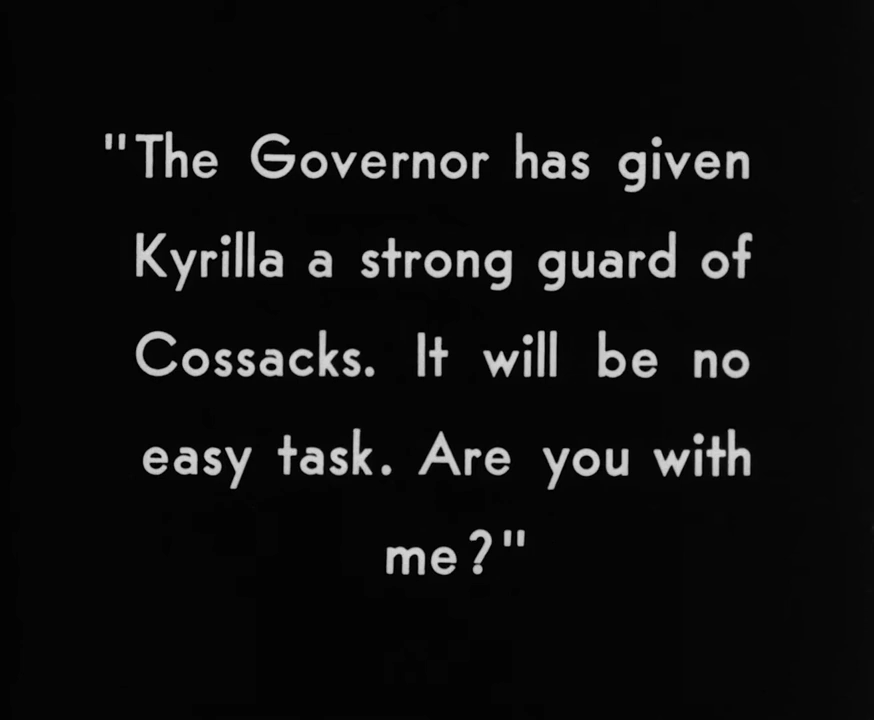 "The Governor has given
Kyrilla a strong guard of
Cossacks. It will be no
easy task. Are you with
me?"